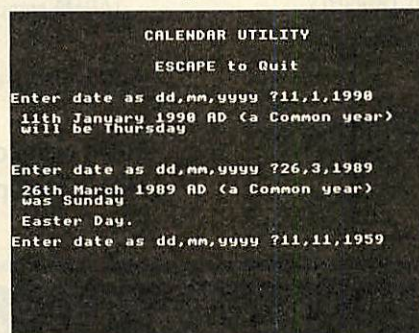 CALENDAR UTILITY
ESCAPE to Quit
Enter date as dd,mm,yyyy ?11,1,1990
11th January 1990 AD (a Common year)
will be Thursday
Enter date as dd,mm,yyyy ?26,3,1989
26th March 1989 AD (a Common year)
was Sunday
Easter Day.
Enter date as dd,mm,yyyy ?11,11,1959